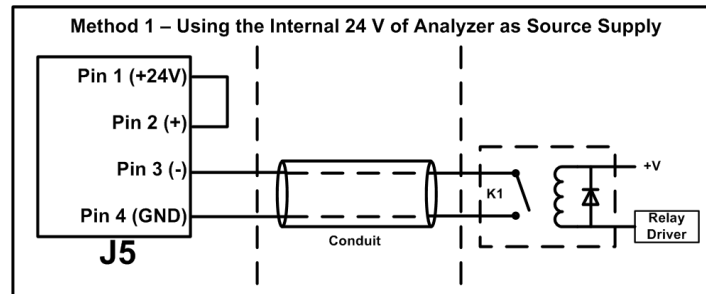 Method 1 – Using the Internal 24 V of Analyzer as Source Supply
Pin 1 (+24V)
Pin 2 (+)
Pin 3 (-)
Pin 4 (GND)
J5
Conduit
K1
+V
Relay
Driver